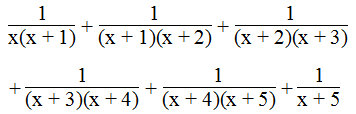 1/(x(x + 1)) + 1/((x + 1)(x + 2)) + 1/((x + 2)(x + 3))
+ 1/((x + 3)(x + 4)) + 1/((x + 4)(x + 5)) + 1/(x + 5)